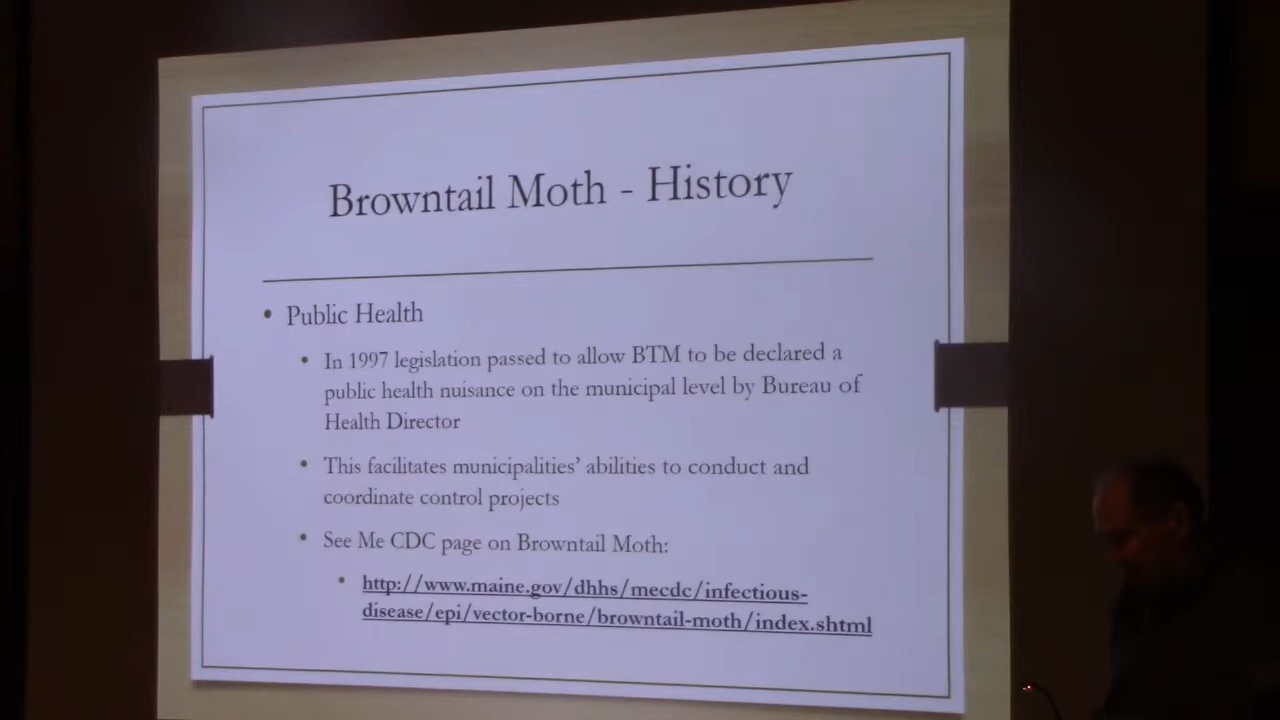 Browntail Moth - History
• Public Health
• In 1997 legislation passed to allow BTM to be declared a
public health nuisance on the municipal level by Bureau of
Health Director
• This facilitates municipalities' abilities to conduct and
coordinate control projects
• See Me CDC page on Browntail Moth:
• http://www.maine.gov/dhhs/mecdc/infectious-
disease/epi/vector-borne/browntail-moth/index.shtml